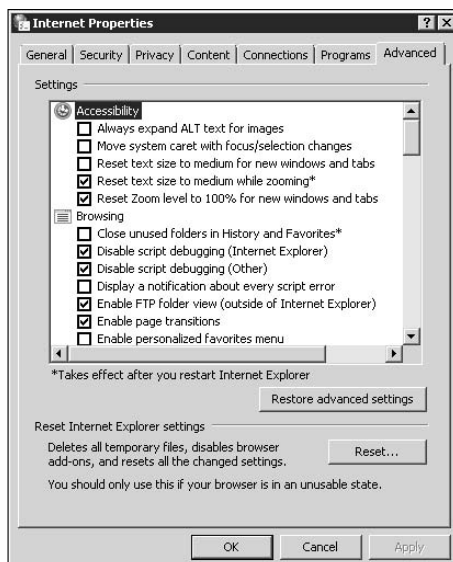 Internet Properties
General Security Privacy Content Connections Programs Advanced
Settings
Accessibility
Always expand ALT text for images
Move system caret with focus/selection changes
Reset text size to medium for new windows and tabs
Reset text size to medium while zooming*
Reset Zoom level to 100% for new windows and tabs
Browsing
Close unused folders in History and Favorites*
Disable script debugging (Internet Explorer)
Disable script debugging (Other)
Display a notification about every script error
Enable FTP folder view (outside of Internet Explorer)
Enable page transitions
Enable personalized favorites menu
*Takes effect after you restart Internet Explorer
Restore advanced settings
Reset Internet Explorer settings
Deletes all temporary files, disables browser
add-ons, and resets all the changed settings.
Reset...
You should only use this if your browser is in an unusable state.
OK Cancel Apply